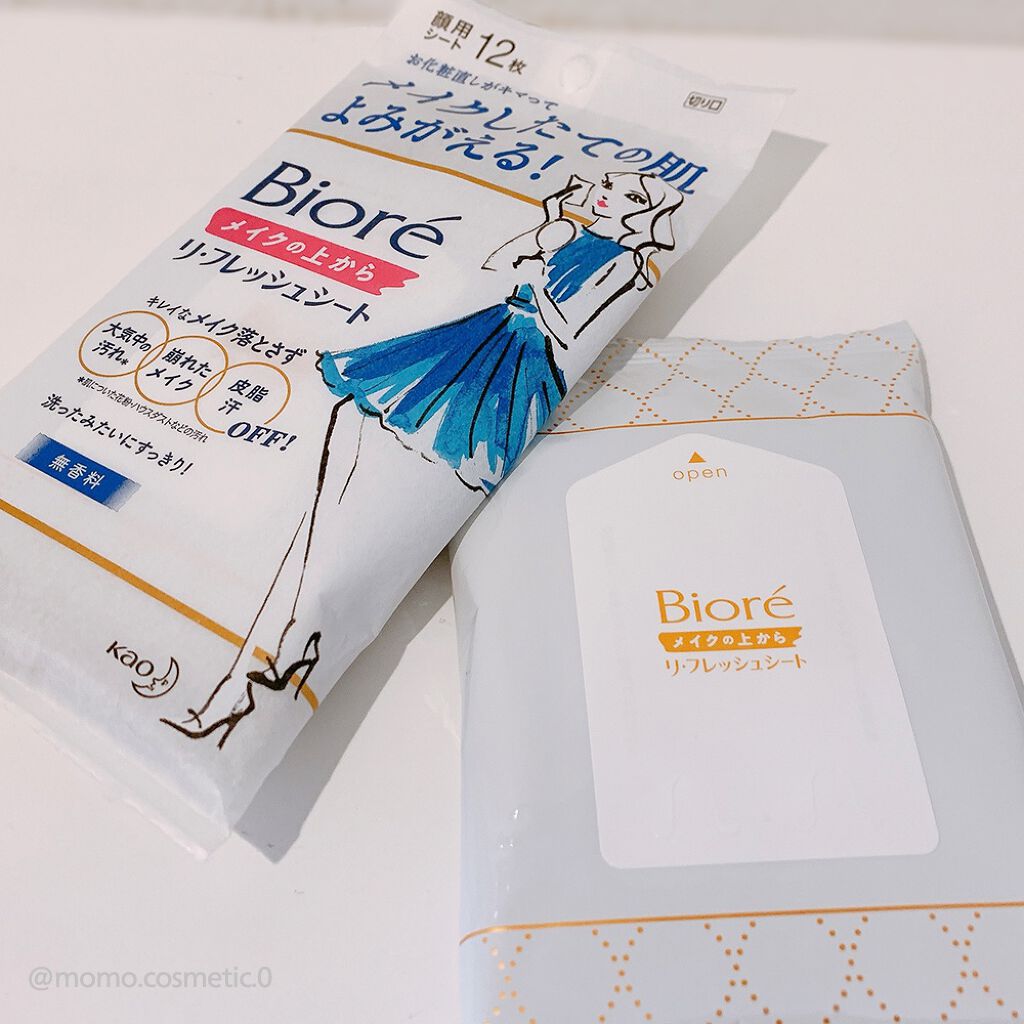 顔用
シート
12枚
切り口
お化粧直しがキマって
メイクしたての肌
よみがえる!
Bioré
メイクの上から
リ・フレッシュシート
キレイなメイク落とさず
大気中の
汚れ*
崩れた
メイク
皮脂
汗
OFF!
*肌についた花粉・ハウスダストなどの汚れ
洗ったみたいにすっきり!
無香料
Kao
open
Bioré
メイクの上から
リ・フレッシュシート
@momo.cosmetic.0